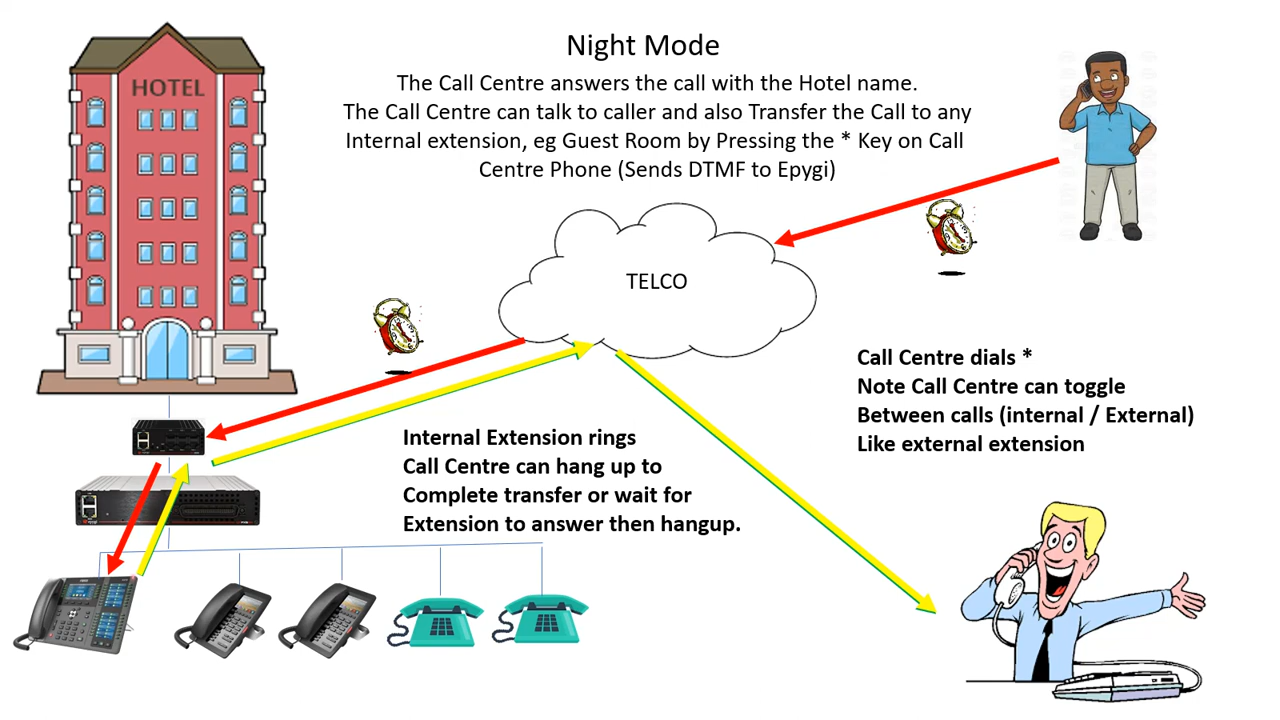 Night Mode
HOTEL
The Call Centre answers the call with the Hotel name.
The Call Centre can talk to caller and also Transfer the Call to any
Internal extension, eg Guest Room by Pressing the * Key on Call
Centre Phone (Sends DTMF to Epygi)
TELCO
Call Centre dials *
Note Call Centre can toggle
Between calls (internal / External)
Like external extension
Internal Extension rings
Call Centre can hang up to
Complete transfer or wait for
Extension to answer then hangup.